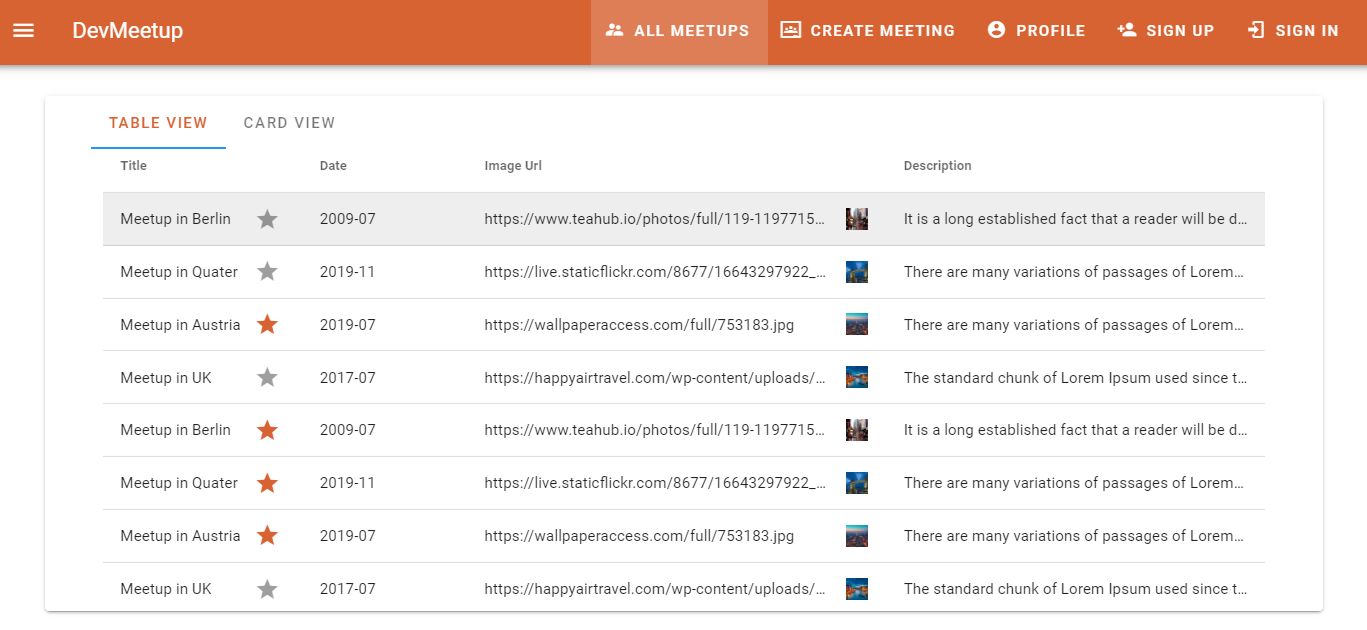 DevMeetup ALL MEETUPS CREATE MEETING PROFILE SIGN UP SIGN IN
TABLE VIEW CARD VIEW
Title Date Image Url Description
Meetup in Berlin 2009-07 https://www.teahub.io/photos/full/119-1197715... It is a long established fact that a reader will be d...
Meetup in Quater 2019-11 https://live.staticflickr.com/8677/16643297922_... There are many variations of passages of Lorem...
Meetup in Austria 2019-07 https://wallpaperaccess.com/full/753183.jpg There are many variations of passages of Lorem...
Meetup in UK 2017-07 https://happyairtravel.com/wp-content/uploads/... The standard chunk of Lorem Ipsum used since t...
Meetup in Berlin 2009-07 https://www.teahub.io/photos/full/119-1197715... It is a long established fact that a reader will be d...
Meetup in Quater 2019-11 https://live.staticflickr.com/8677/16643297922_... There are many variations of passages of Lorem...
Meetup in Austria 2019-07 https://wallpaperaccess.com/full/753183.jpg There are many variations of passages of Lorem...
Meetup in UK 2017-07 https://happyairtravel.com/wp-content/uploads/... The standard chunk of Lorem Ipsum used since t...